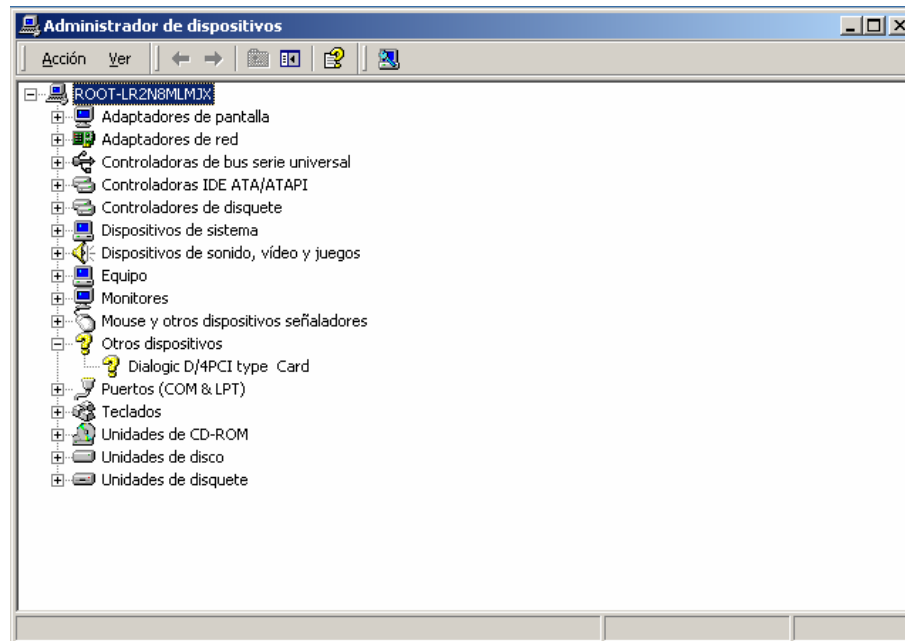 Administrador de dispositivos
Acción Ver
ROOT-LR2N8MLMJX
Adaptadores de pantalla
Adaptadores de red
Controladoras de bus serie universal
Controladoras IDE ATA/ATAPI
Controladores de disquete
Dispositivos de sistema
Dispositivos de sonido, vídeo y juegos
Equipo
Monitores
Mouse y otros dispositivos señaladores
Otros dispositivos
Dialogic D/4PCI type Card
Puertos (COM & LPT)
Teclados
Unidades de CD-ROM
Unidades de disco
Unidades de disquete